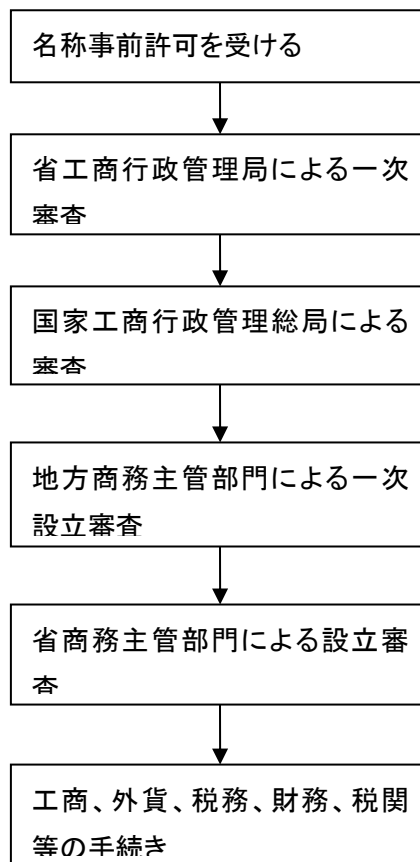 名称事前許可を受ける
省工商行政管理局による一次
審査
国家工商行政管理総局による
審査
地方商務主管部門による一次
設立審査
省商務主管部門による設立審
査
工商、外貨、税務、財務、税関
等の手続き